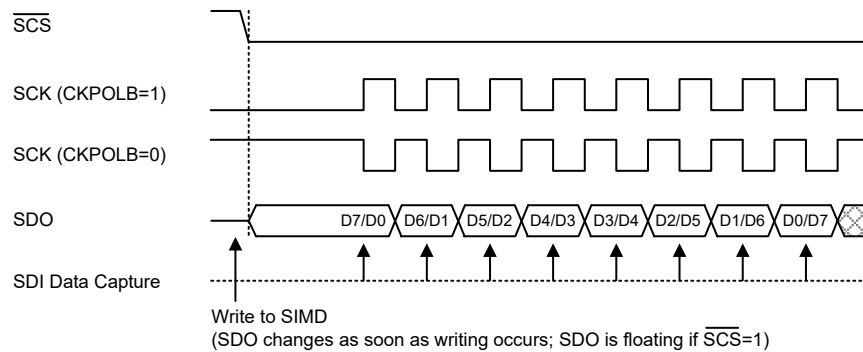 S̅C̅S̅
SCK (CKPOLB=1)
SCK (CKPOLB=0)
SDO
D7/D0 D6/D1 D5/D2 D4/D3 D3/D4 D2/D5 D1/D6 D0/D7
SDI Data Capture
Write to SIMD
(SDO changes as soon as writing occurs; SDO is floating if S̅C̅S̅=1)